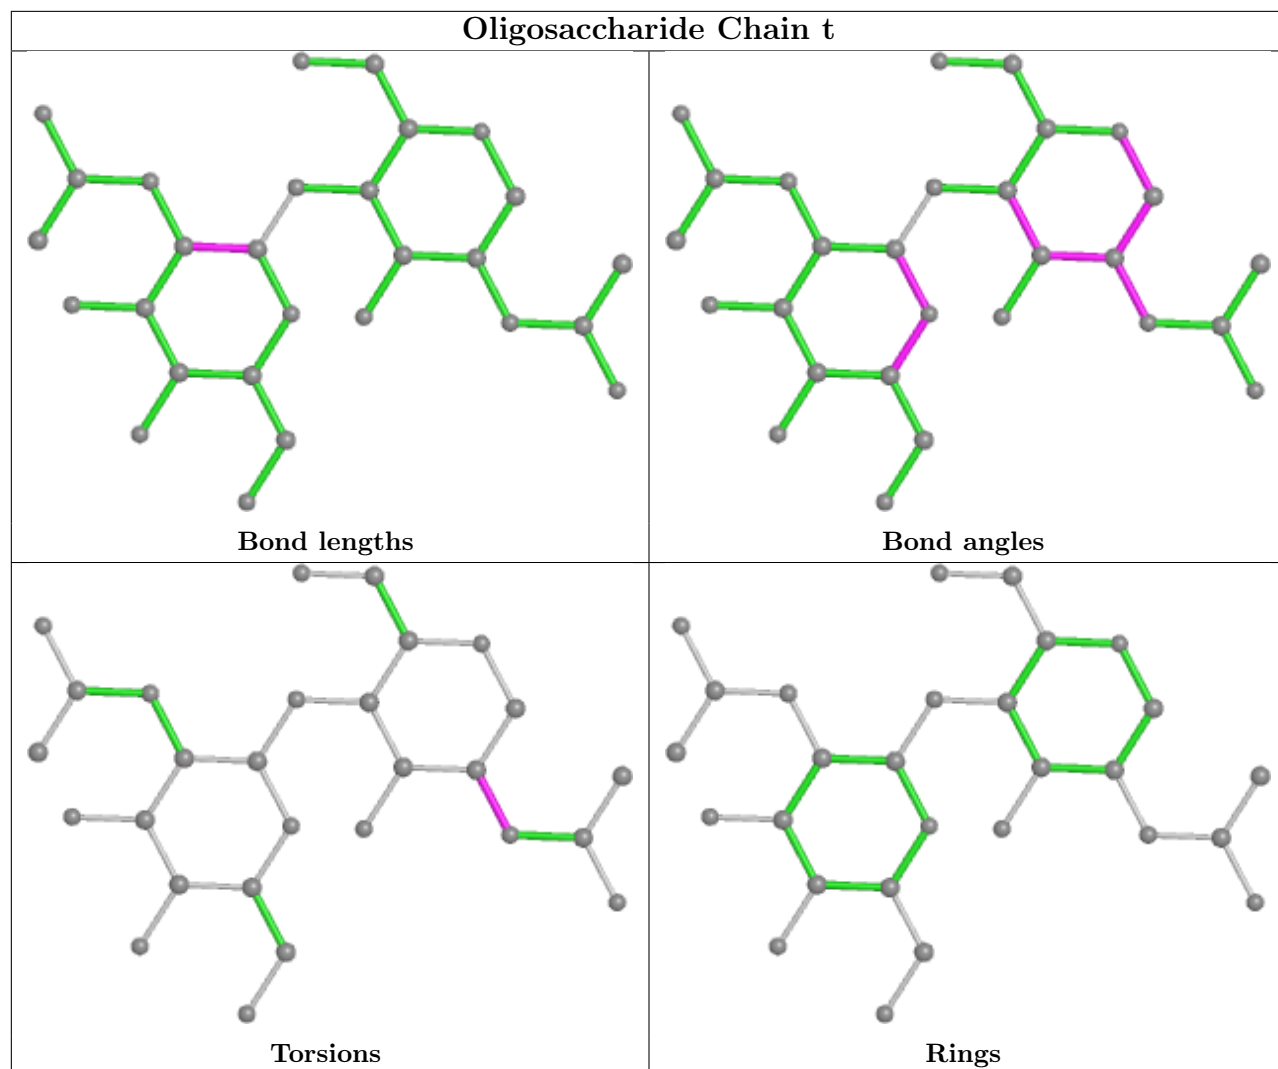 Oligosaccharide Chain t
Bond lengths
Bond angles
Torsions
Rings